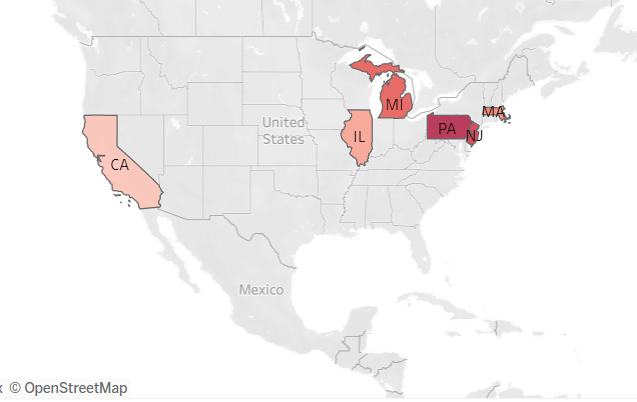 MA
MI
United
States
PA
NJ
IL
CA
Mexico
© OpenStreetMap